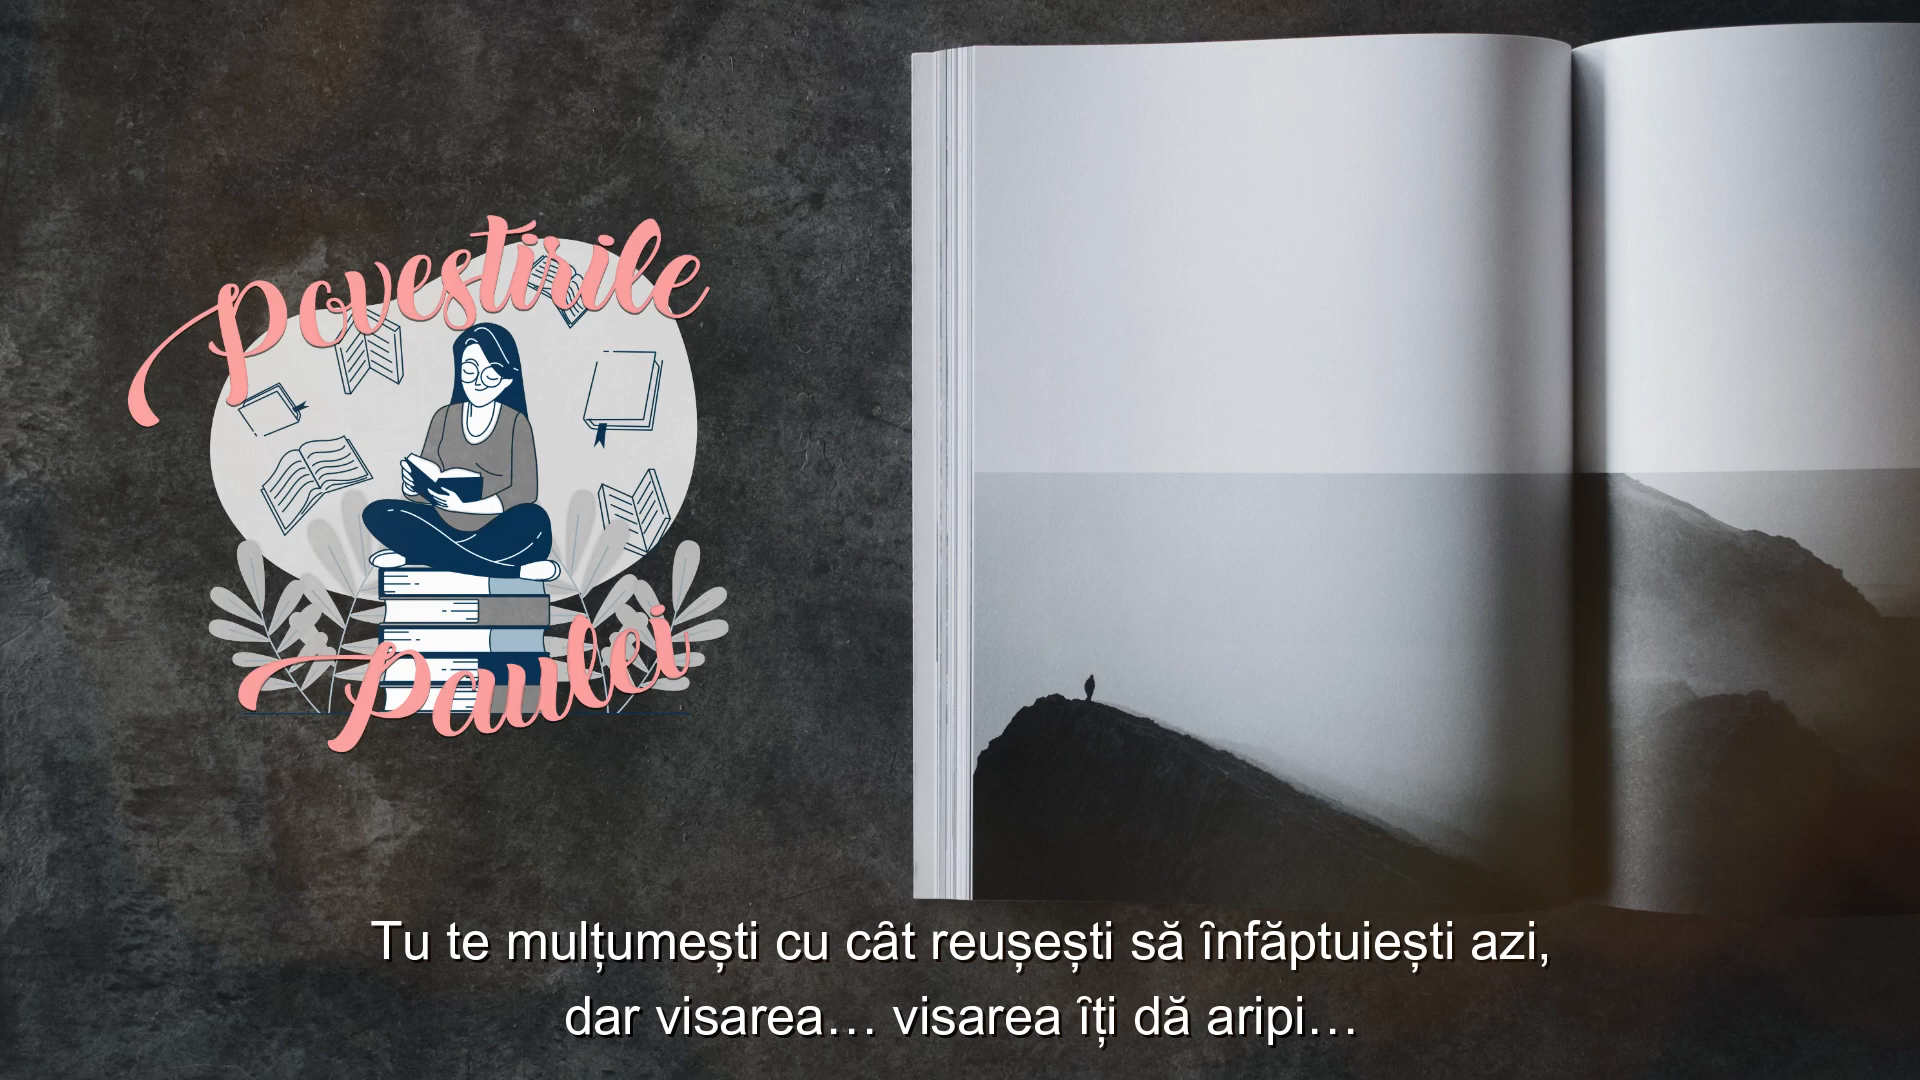 Povestirile
Paulei
Tu te mulțumești cu cât reușești să înfăptuiești azi,
dar visarea… visarea îți dă aripi…